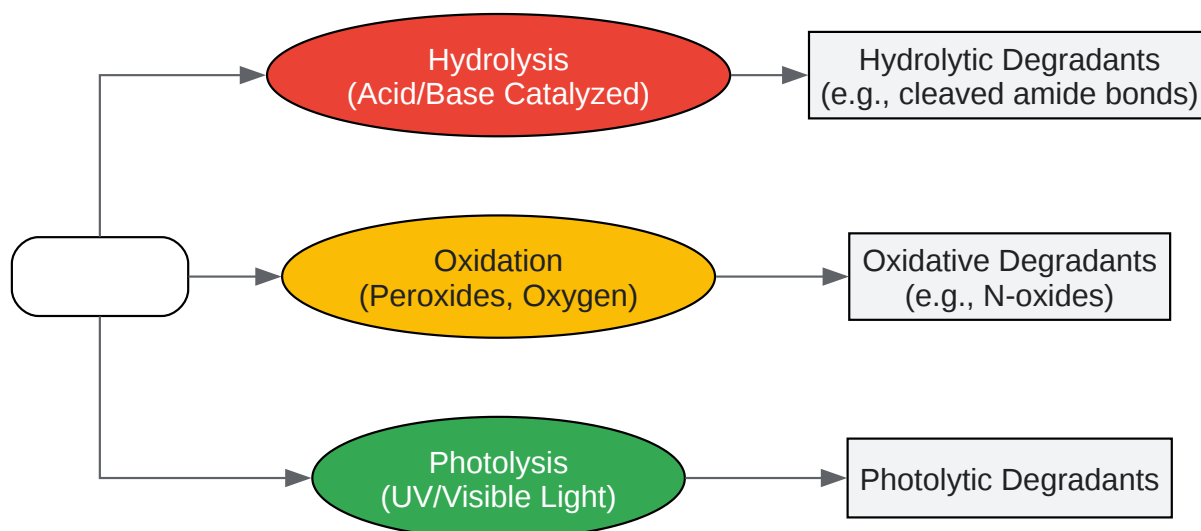 Hydrolysis
(Acid/Base Catalyzed)
Hydrolytic Degradants
(e.g., cleaved amide bonds)
Oxidation
(Peroxides, Oxygen)
Oxidative Degradants
(e.g., N-oxides)
Photolysis
(UV/Visible Light)
Photolytic Degradants